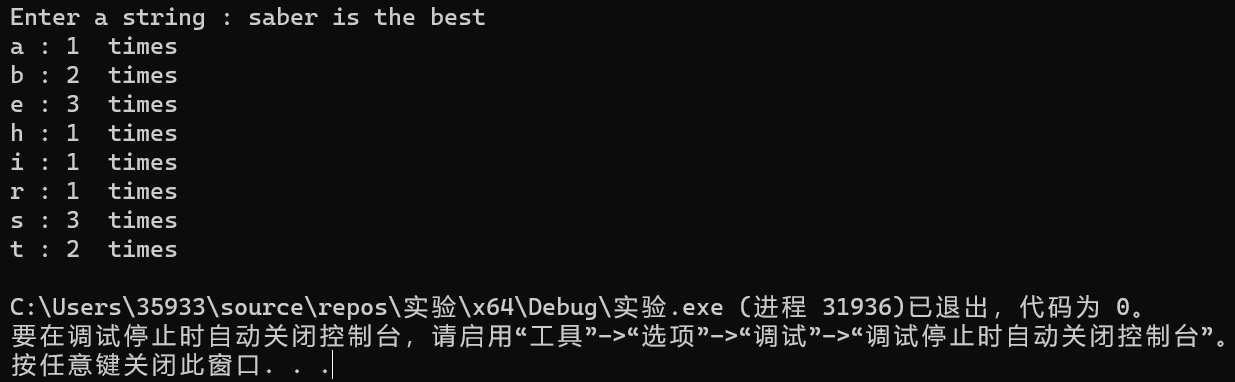 Enter a string : saber is the best
a : 1  times
b : 2  times
e : 3  times
h : 1  times
i : 1  times
r : 1  times
s : 3  times
t : 2  times
C:\Users\35933\source\repos\实验\x64\Debug\实验.exe (进程 31936)已退出，代码为 0。
要在调试停止时自动关闭控制台，请启用“工具”->“选项”->“调试”->“调试停止时自动关闭控制台”。
按任意键关闭此窗口. . .